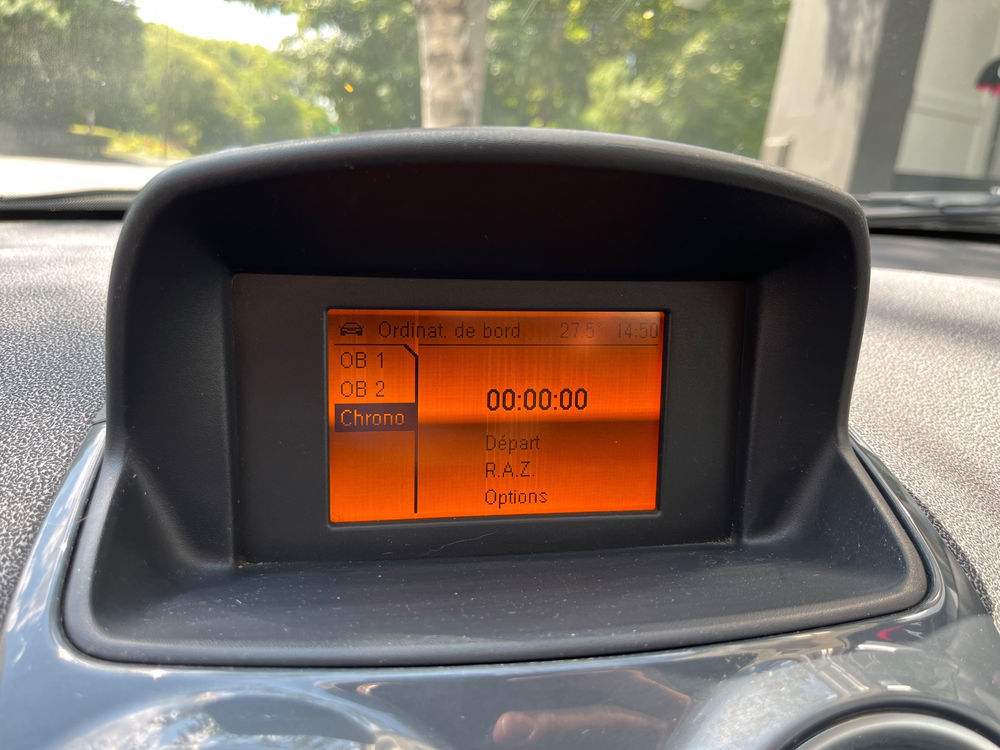 Ordinat. de bord 27.5° 14:50
OB 1
OB 2
Chrono
00:00:00
Départ
R.A.Z.
Options